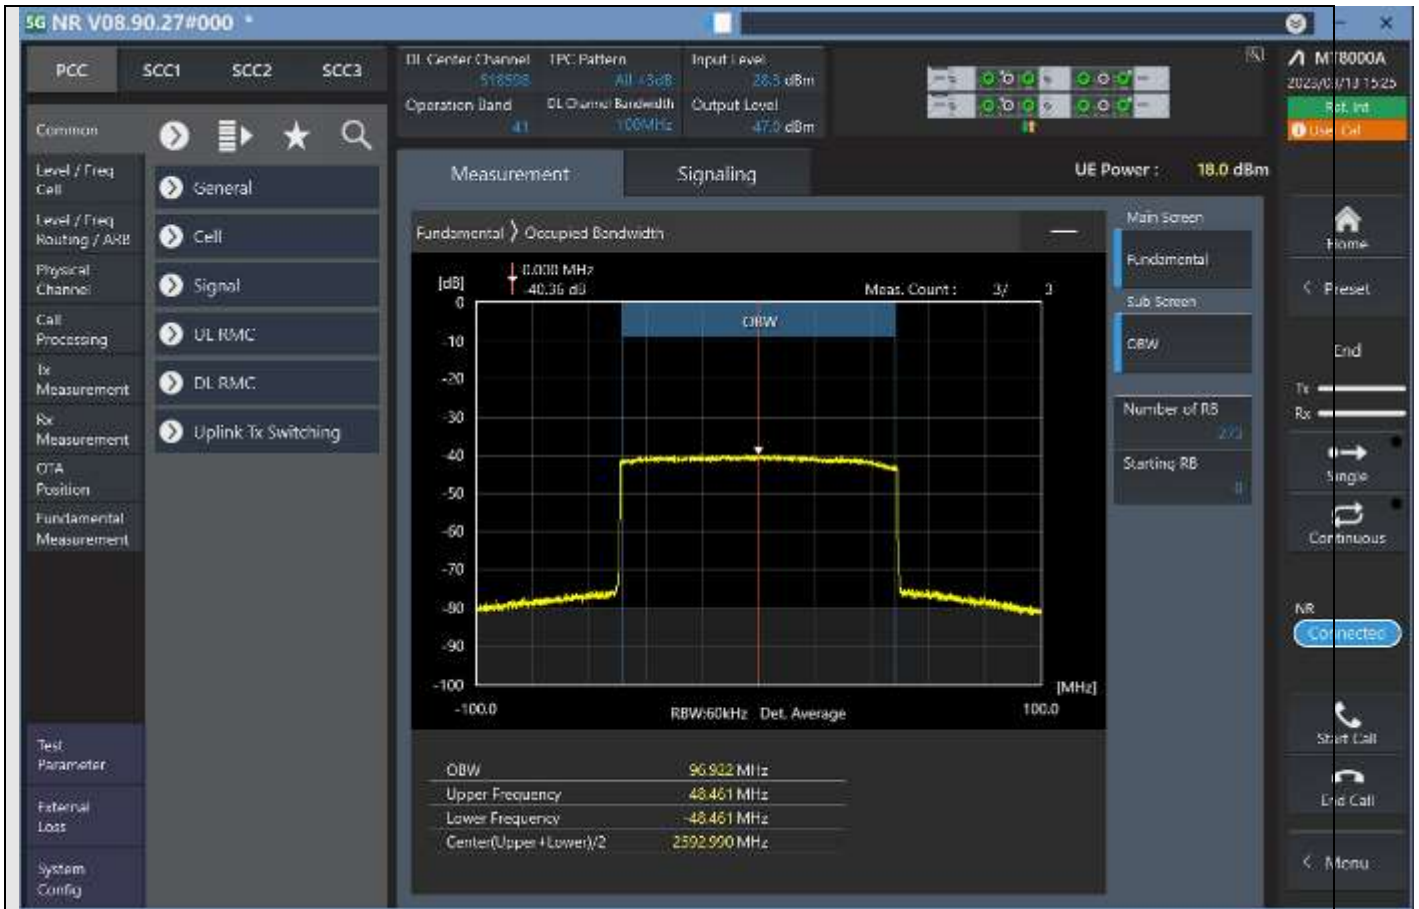 5G NR V08.90.27#000 *
PCC SCC1 SCC2 SCC3
DL Center Channel TPC Pattern Input Level
518598 All +3dB 28.3 dBm
Operation Band DL Channel Bandwidth Output Level
41 100MHz -47.0 dBm
MT8000A
15:25
Ref. Int
User Cal
Common
Level / Freq
Cell
Level / Freq
Routing / ARB
Physical
Channel
Call
Processing
Tx
Measurement
Rx
Measurement
OTA
Position
Fundamental
Measurement
Test
Parameter
External
Loss
System
Config
General
Cell
Signal
UL RMC
DL RMC
Uplink Tx Switching
Measurement Signaling
UE Power : 18.0 dBm
Fundamental > Occupied Bandwidth
[dB]
0.000 MHz
-40.36 dB
Meas. Count : 3/ 3
OBW
0
-10
-20
-30
-40
-50
-60
-70
-80
-90
-100
[MHz]
-100.0 RBW:60kHz Det. Average 100.0
OBW 96.922 MHz
Upper Frequency 48.461 MHz
Lower Frequency -48.461 MHz
Center(Upper+Lower)/2 2592.990 MHz
Main Screen
Fundamental
Sub Screen
OBW
Number of RB
273
Starting RB
0
Home
< Preset
End
Tx
Rx
Single
Continuous
NR
Connected
Start Call
End Call
< Menu